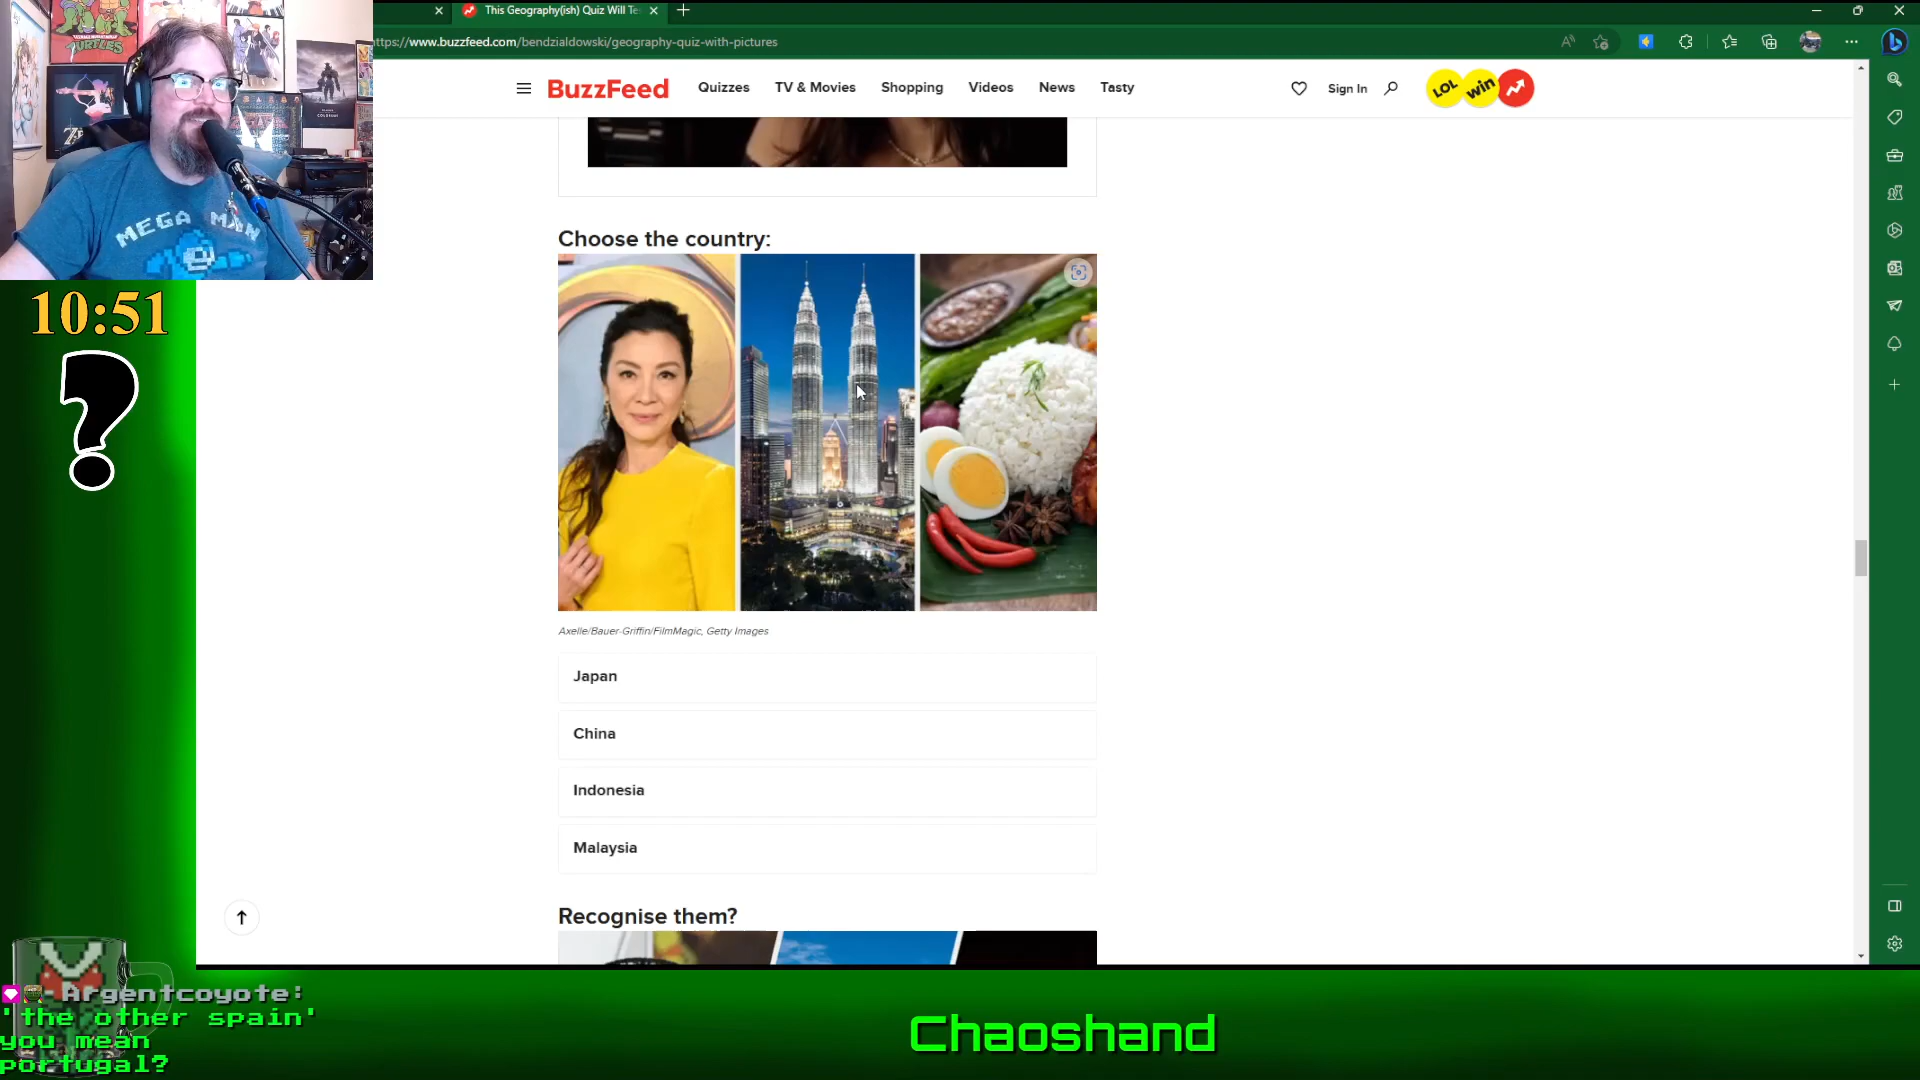 This Geography(ish) Quiz Will Te
https://www.buzzfeed.com/bendzialdowski/geography-quiz-with-pictures
BuzzFeed
Quizzes
TV & Movies
Shopping
Videos
News
Tasty
Sign In
LOL
win
TURTLES
MEGA MAN
10:51
?
Choose the country:
Axelle/Bauer-Griffin/FilmMagic, Getty Images
Japan
China
Indonesia
Malaysia
Recognise them?
Argentcoyote:
'the other spain'
you mean
portugal?
Chaoshand